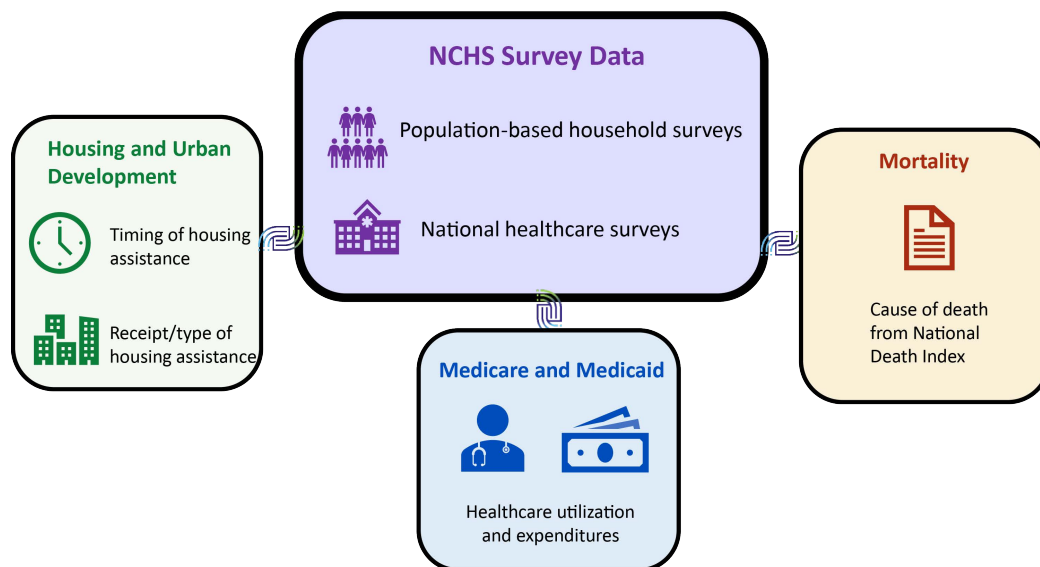 NCHS Survey Data
Population-based household surveys
National healthcare surveys
Housing and Urban
Development
Timing of housing
assistance
Receipt/type of
housing assistance
Medicare and Medicaid
Healthcare utilization
and expenditures
Mortality
Cause of death
from National
Death Index